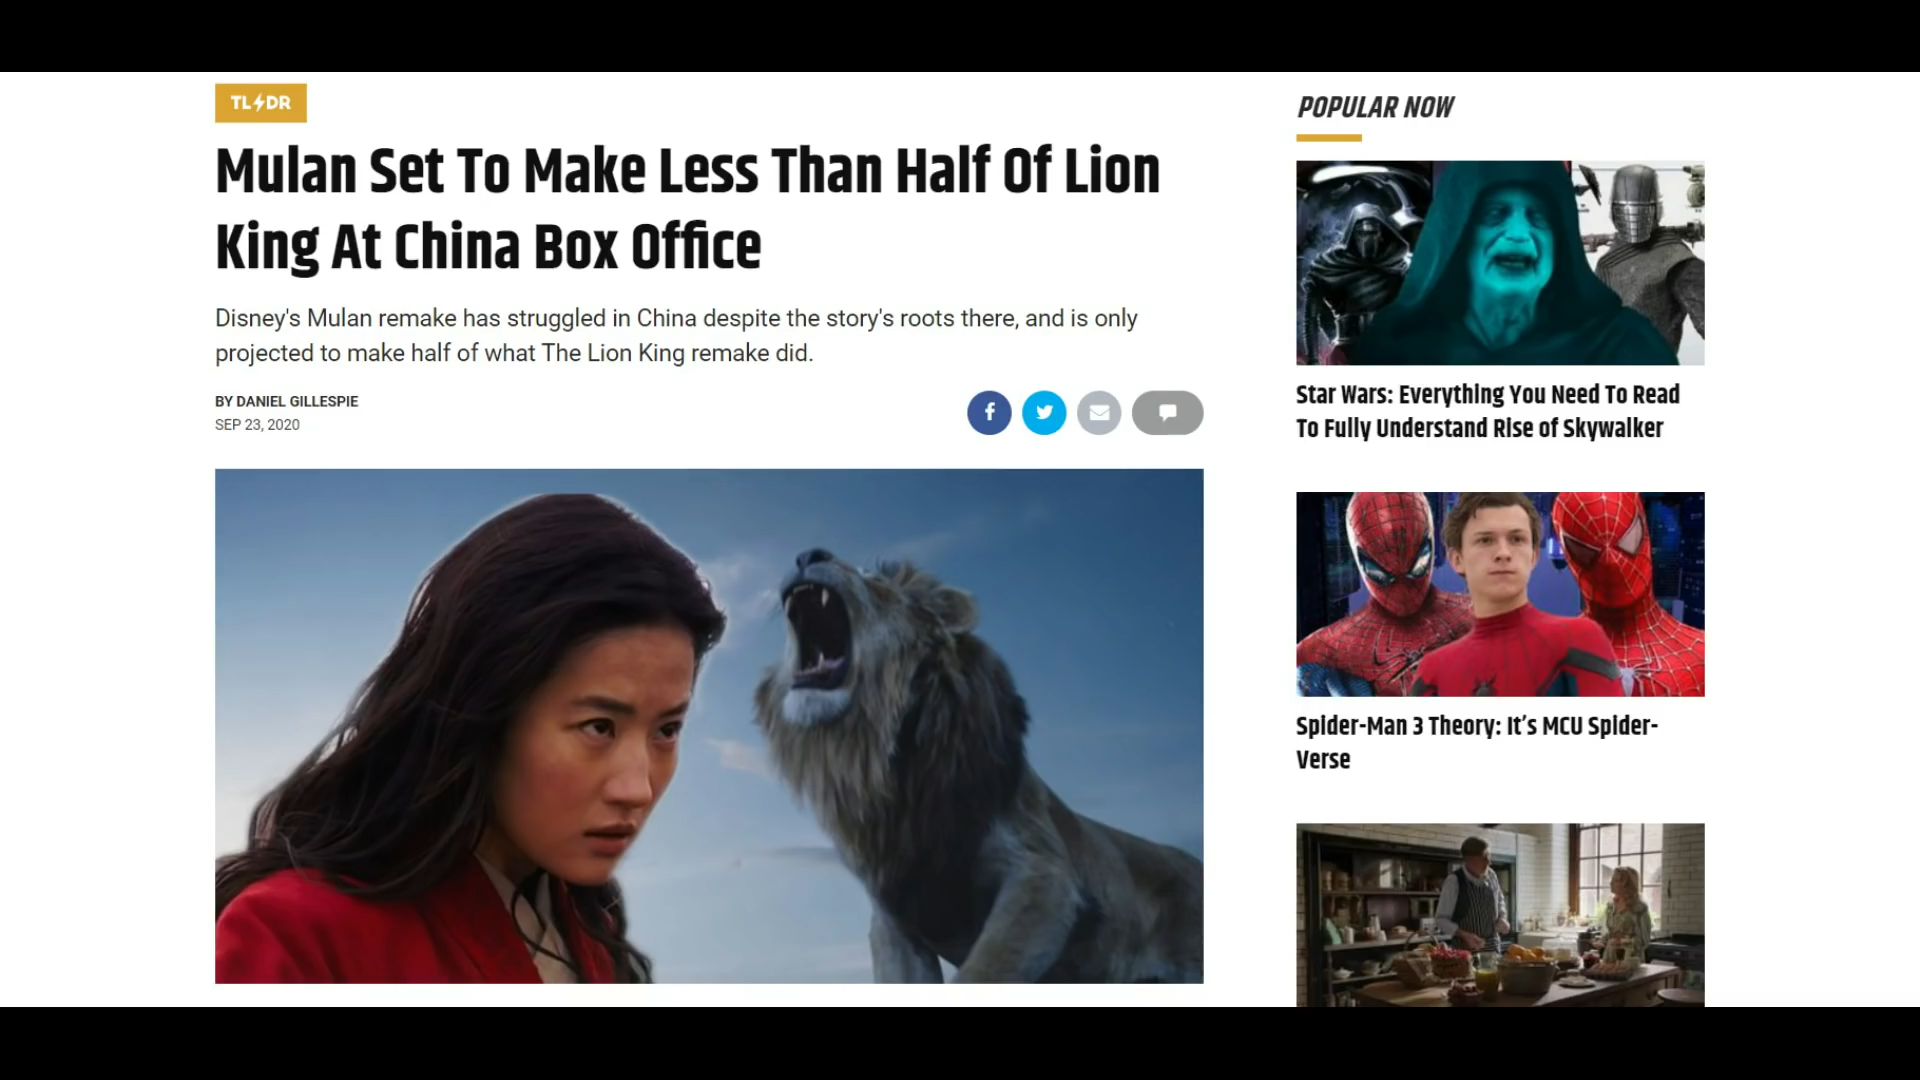 TL DR
Mulan Set To Make Less Than Half Of Lion
King At China Box Office
Disney's Mulan remake has struggled in China despite the story's roots there, and is only
projected to make half of what The Lion King remake did.
BY DANIEL GILLESPIE
SEP 23, 2020
POPULAR NOW
Star Wars: Everything You Need To Read
To Fully Understand Rise of Skywalker
Spider-Man 3 Theory: It’s MCU Spider-
Verse